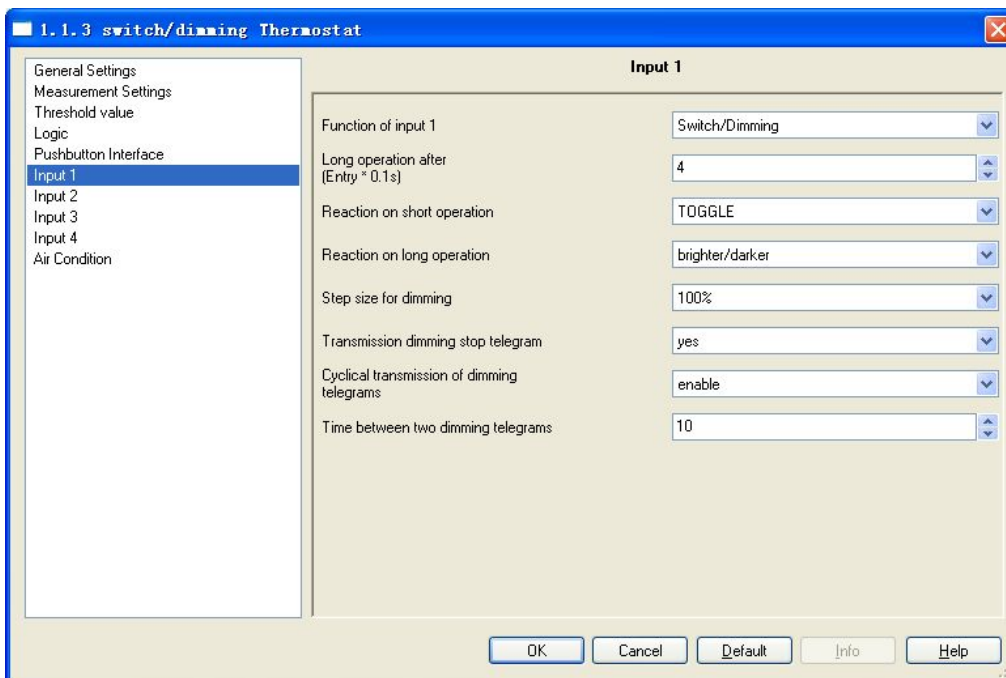 1.1.3 switch/dimming Thermostat
General Settings
Measurement Settings
Threshold value
Logic
Pushbutton Interface
Input 1
Input 2
Input 3
Input 4
Air Condition
Input 1
Function of input 1
Switch/Dimming
Long operation after
(Entry * 0.1s)
4
Reaction on short operation
TOGGLE
Reaction on long operation
brighter/darker
Step size for dimming
100%
Transmission dimming stop telegram
yes
Cyclical transmission of dimming
telegrams
enable
Time between two dimming telegrams
10
OK
Cancel
Default
Info
Help